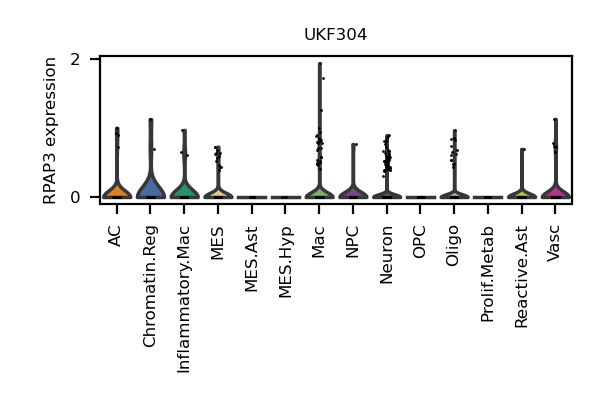 UKF304
RPAP3 expression
2
0
AC
Chromatin.Reg
Inflammatory.Mac
MES
MES.Ast
MES.Hyp
Mac
NPC
Neuron
OPC
Oligo
Prolif.Metab
Reactive.Ast
Vasc